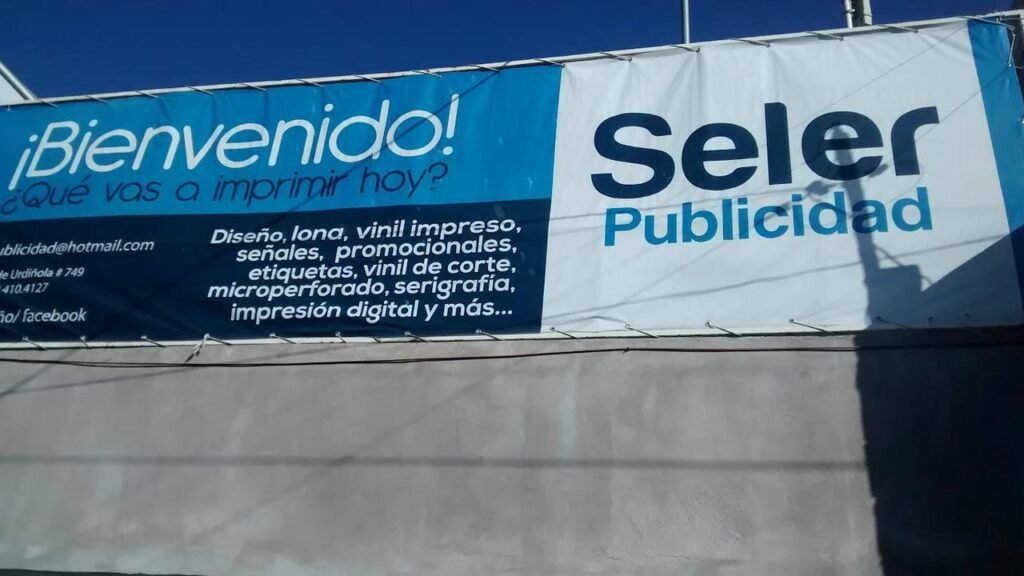 ¡Bienvenido!
¿Qué vas a imprimir hoy?
ublicidad@hotmail.com
de Urdiñola # 749
410.4127
ño/ facebook
Diseño, lona, vinil impreso,
señales, promocionales,
etiquetas, vinil de corte,
microperforado, serigrafía,
impresión digital y más...
Seler
Publicidad